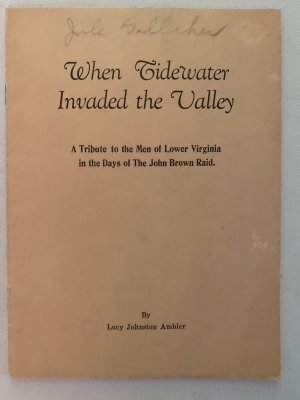 Gallaher
When Tidewater
Invaded the Valley
A Tribute to the Men of Lower Virginia
in the Days of The John Brown Raid.
By
Lucy Johnston Ambler